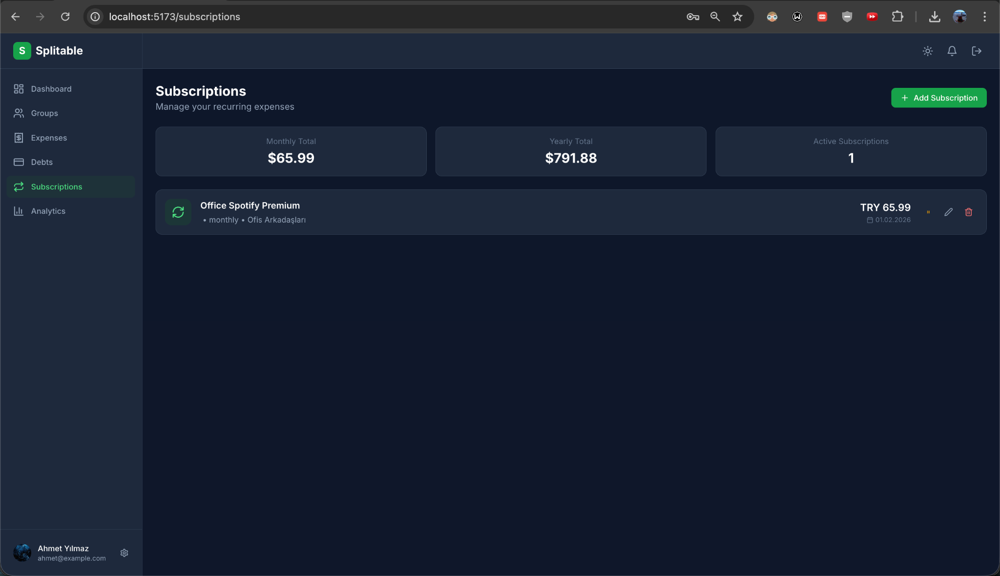 localhost:5173/subscriptions
S Splitable
Dashboard
Groups
Expenses
Debts
Subscriptions
Analytics
Subscriptions
Manage your recurring expenses
+ Add Subscription
Monthly Total
$65.99
Yearly Total
$791.88
Active Subscriptions
1
Office Spotify Premium
• monthly • Ofis Arkadaşları
TRY 65.99
01.02.2026
Ahmet Yılmaz
ahmet@example.com